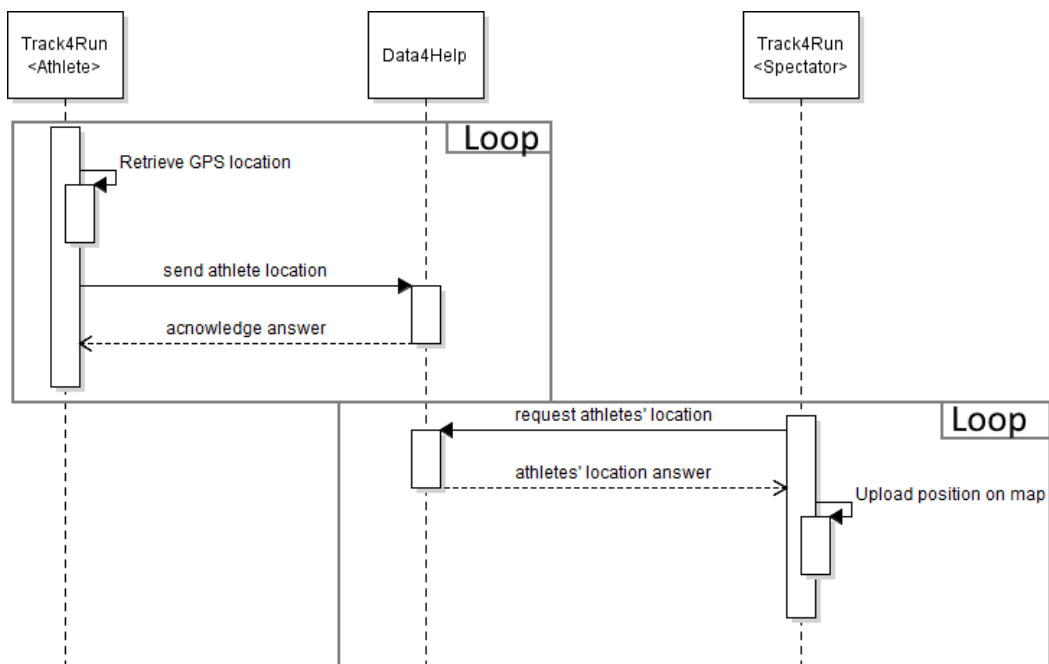 Track4Run
<Athlete>
Data4Help
Track4Run
<Spectator>
Loop
Retrieve GPS location
send athlete location
acnowledge answer
request athletes' location
Loop
athletes' location answer
Upload position on map